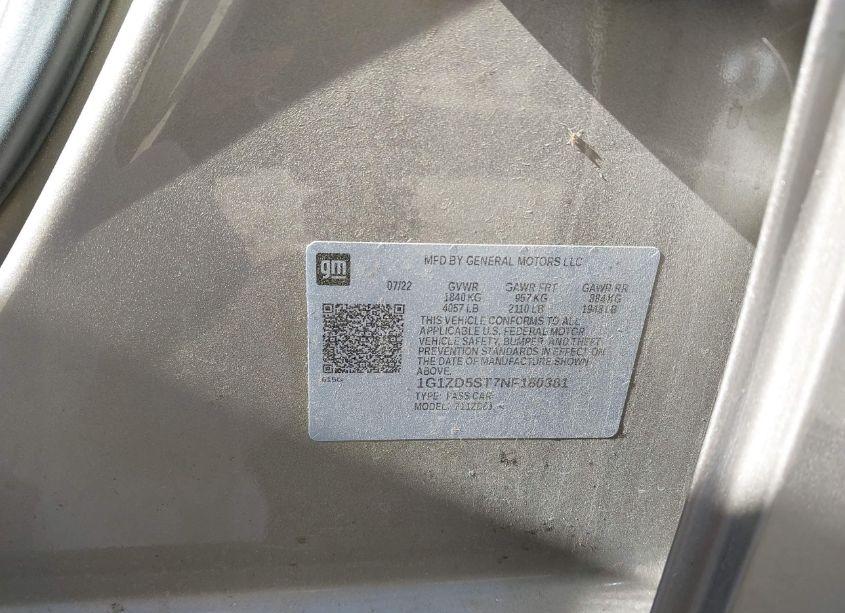 gm
MFD BY GENERAL MOTORS LLC
07/22 GVWR GAWR FRT GAWR RR
1840 KG 957 KG 884 KG
4057 LB 2110 LB 1948 LB
THIS VEHICLE CONFORMS TO ALL
APPLICABLE U.S. FEDERAL MOTOR
VEHICLE SAFETY, BUMPER, AND THEFT
PREVENTION STANDARDS IN EFFECT ON
THE DATE OF MANUFACTURE SHOWN
ABOVE.
1G1ZD5ST7NF180381
TYPE: PASS CAR
MODEL: